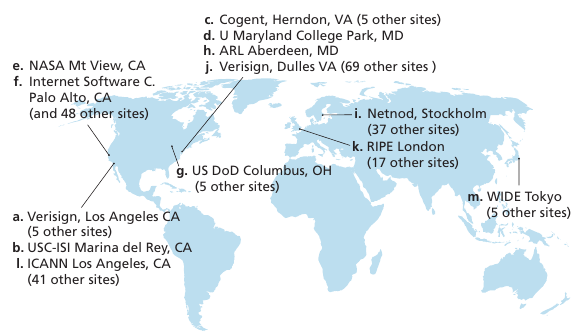 c. Cogent, Herndon, VA (5 other sites)
d. U Maryland College Park, MD
h. ARL Aberdeen, MD
j. Verisign, Dulles VA (69 other sites )
e. NASA Mt View, CA
f. Internet Software C.
Palo Alto, CA
(and 48 other sites)
i. Netnod, Stockholm
(37 other sites)
k. RIPE London
(17 other sites)
g. US DoD Columbus, OH
(5 other sites)
m. WIDE Tokyo
(5 other sites)
a. Verisign, Los Angeles CA
(5 other sites)
b. USC-ISI Marina del Rey, CA
l. ICANN Los Angeles, CA
(41 other sites)